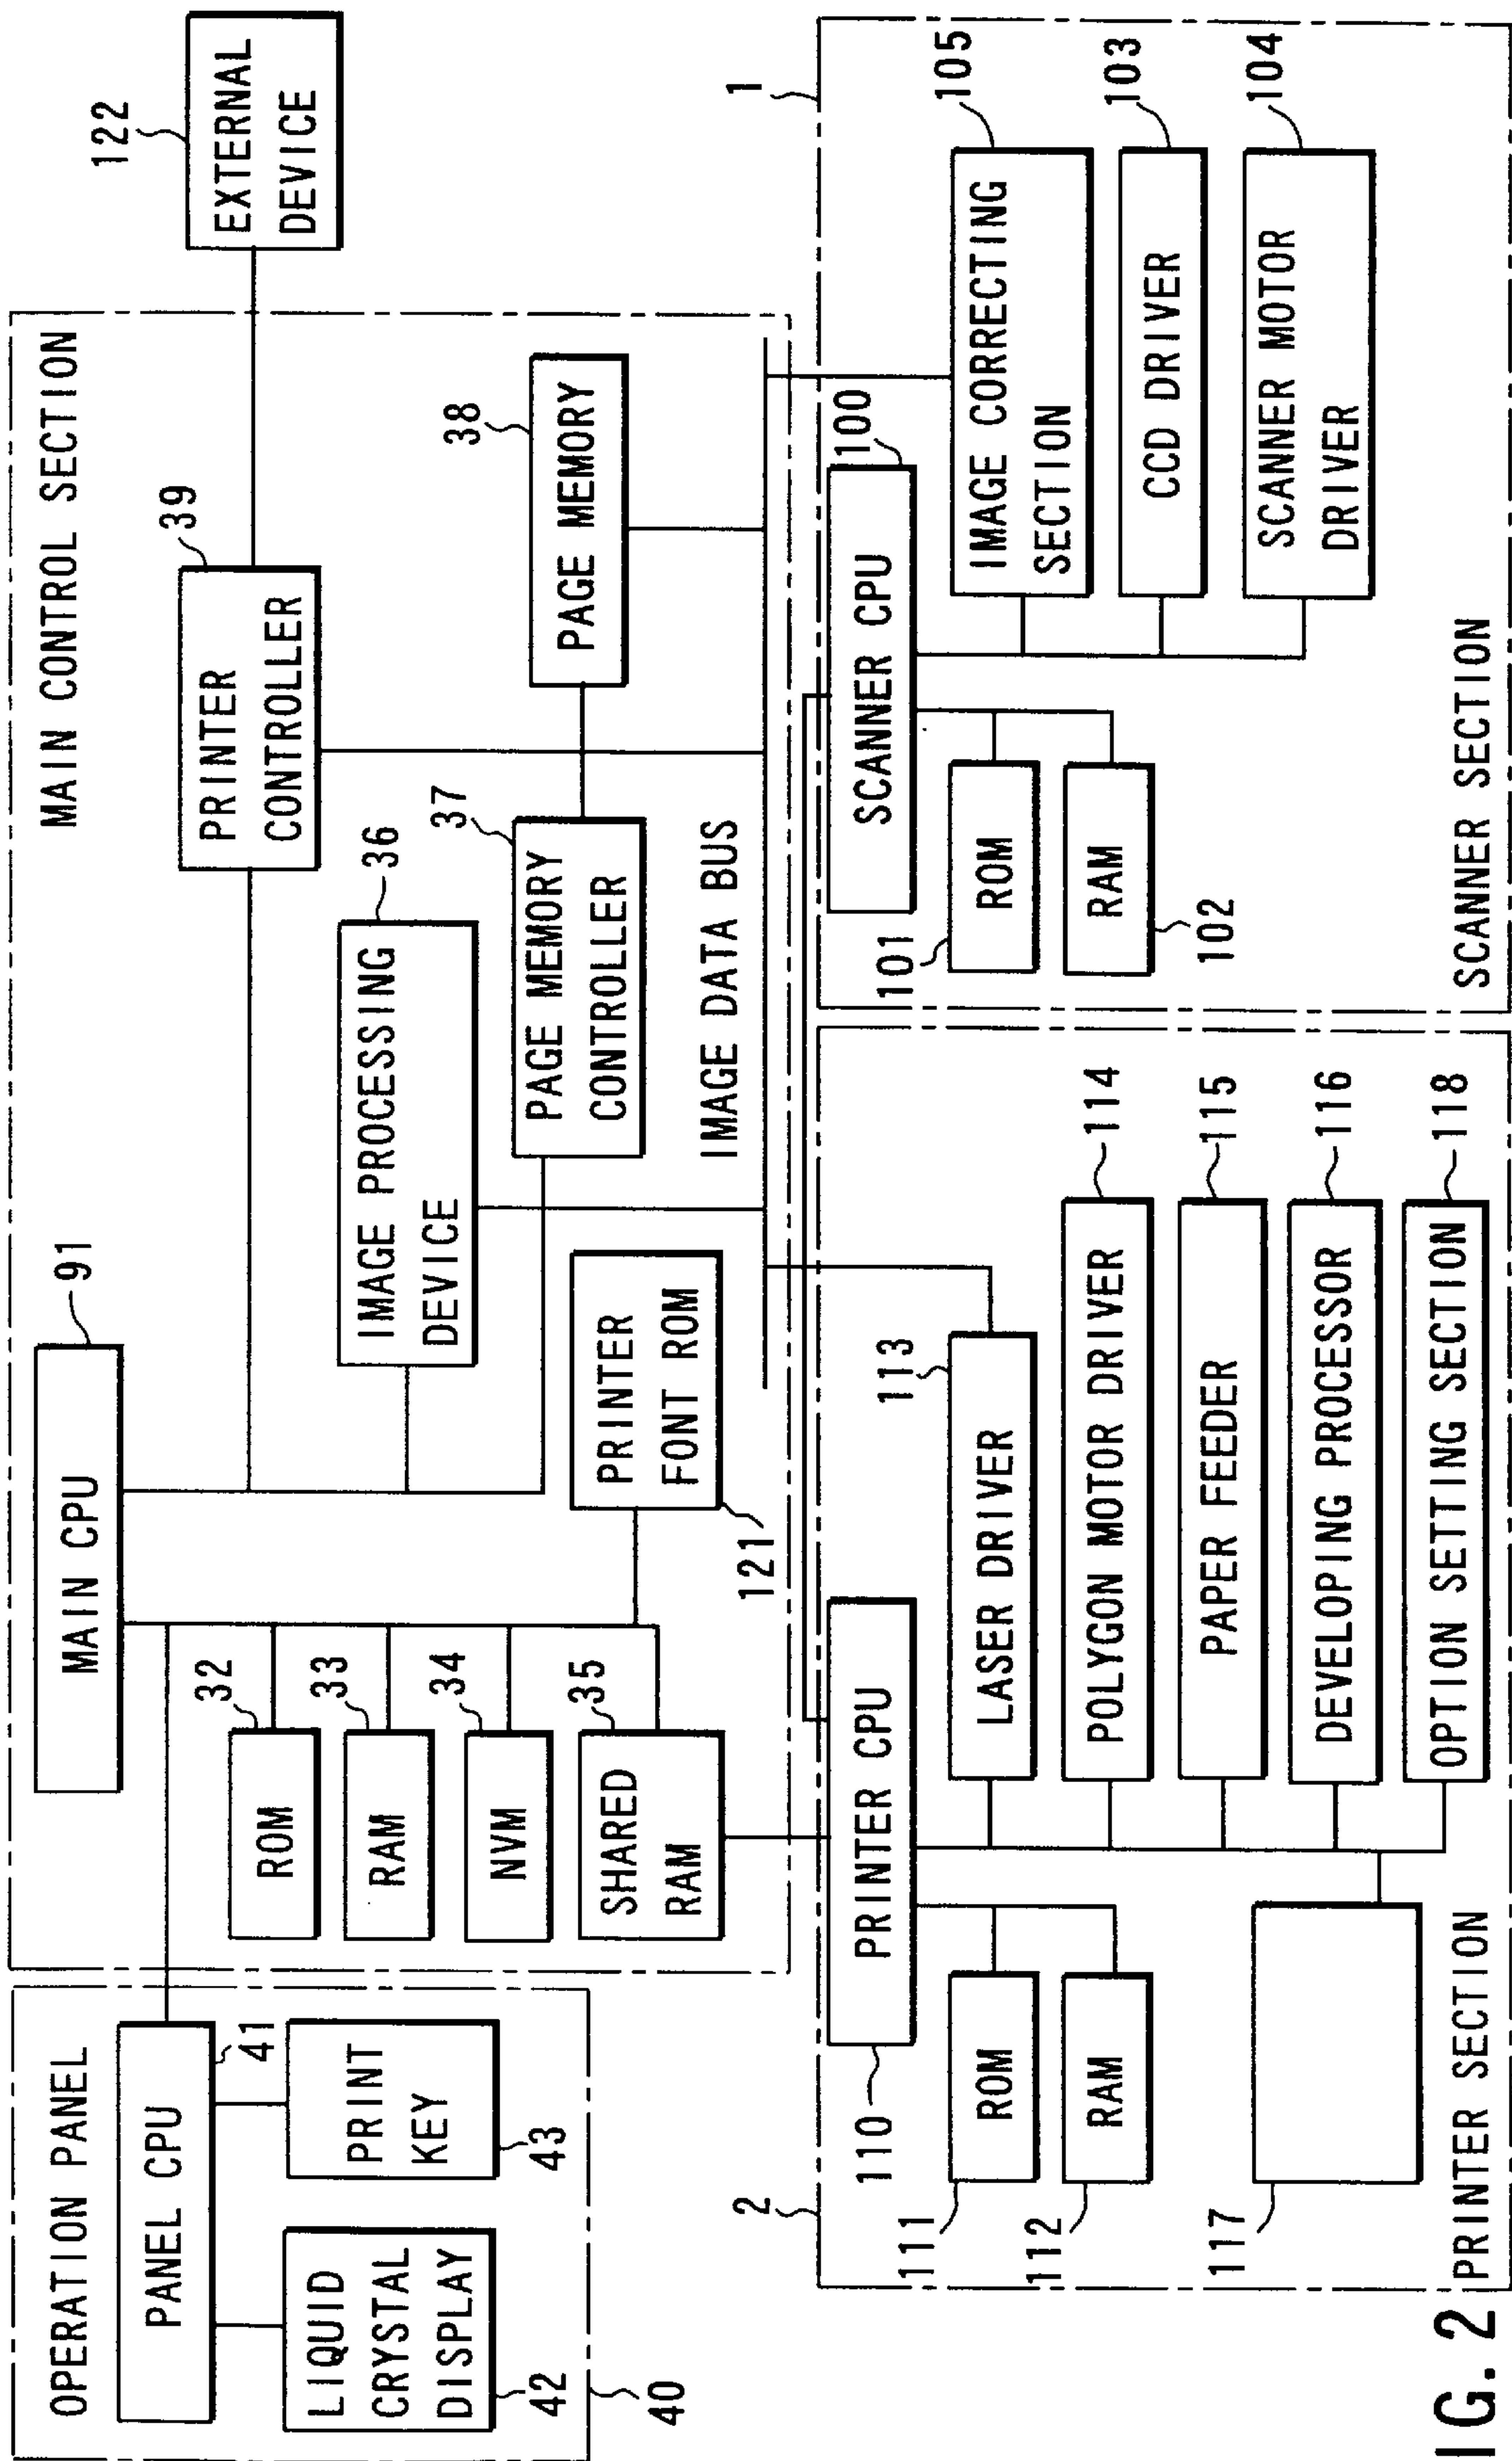 OPERATION PANEL
PANEL CPU
41
LIQUID
CRYSTAL
DISPLAY
42
PRINT
KEY
43
40
MAIN CONTROL SECTION
MAIN CPU
91
ROM
32
RAM
33
NVM
34
SHARED
RAM
35
PRINTER
FONT ROM
121
IMAGE PROCESSING
DEVICE
36
PAGE MEMORY
CONTROLLER
37
PAGE MEMORY
38
PRINTER
CONTROLLER
39
IMAGE DATA BUS
EXTERNAL
DEVICE
122
2
PRINTER CPU
110
ROM
111
RAM
112
117
LASER DRIVER
113
POLYGON MOTOR DRIVER
114
PAPER FEEDER
115
DEVELOPING PROCESSOR
116
OPTION SETTING SECTION
118
PRINTER SECTION
1
SCANNER CPU
100
ROM
101
RAM
102
IMAGE CORRECTING
SECTION
105
CCD DRIVER
103
SCANNER MOTOR
DRIVER
104
SCANNER SECTION
IG. 2